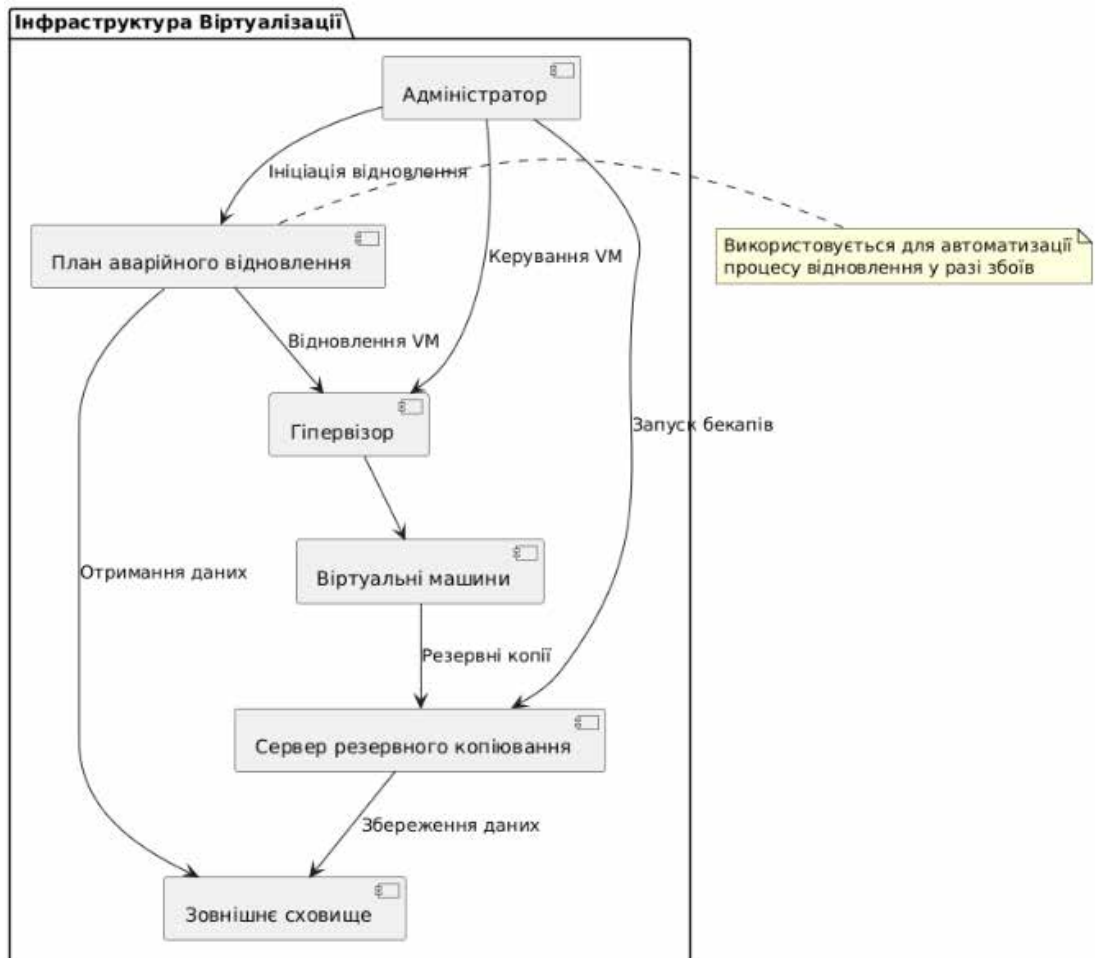 Інфраструктура Віртуалізації
Адміністратор
Ініціація відновлення
План аварійного відновлення
Використовується для автоматизації
процесу відновлення у разі збоїв
Керування VM
Відновлення VM
Гіпервізор
Запуск бекапів
Отримання даних
Віртуальні машини
Резервні копії
Сервер резервного копіювання
Збереження даних
Зовнішнє сховище